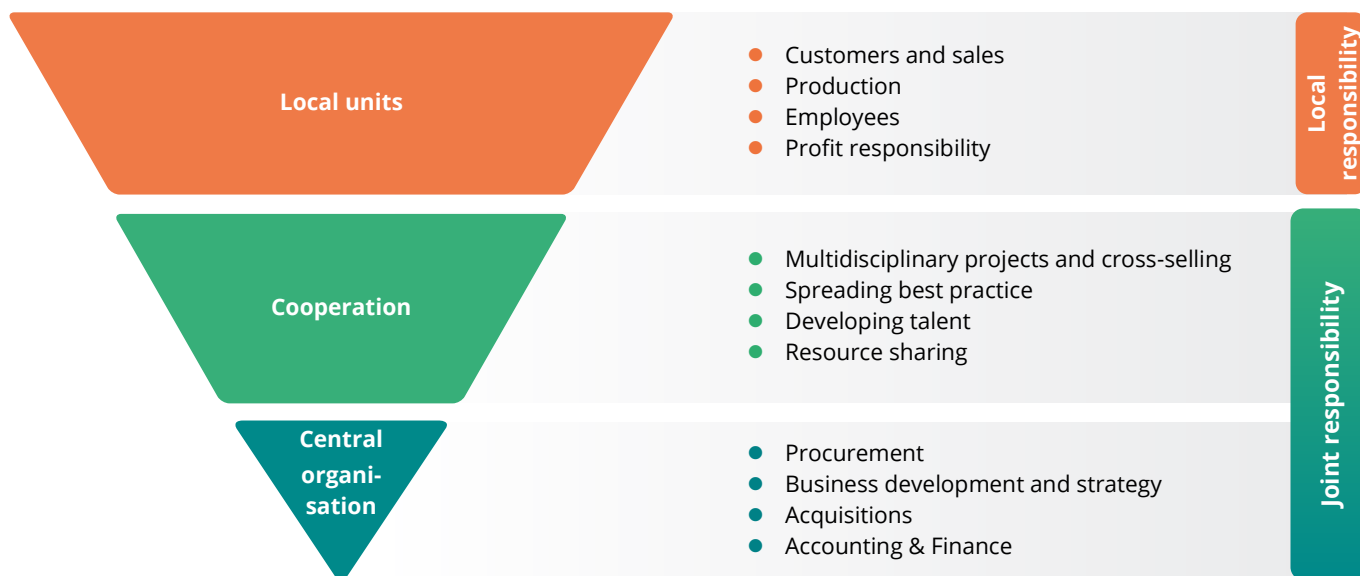 Local units
Customers and sales
Production
Employees
Profit responsibility
Local
responsibility
Cooperation
Multidisciplinary projects and cross-selling
Spreading best practice
Developing talent
Resource sharing
Joint responsibility
Central
organi-
sation
Procurement
Business development and strategy
Acquisitions
Accounting & Finance